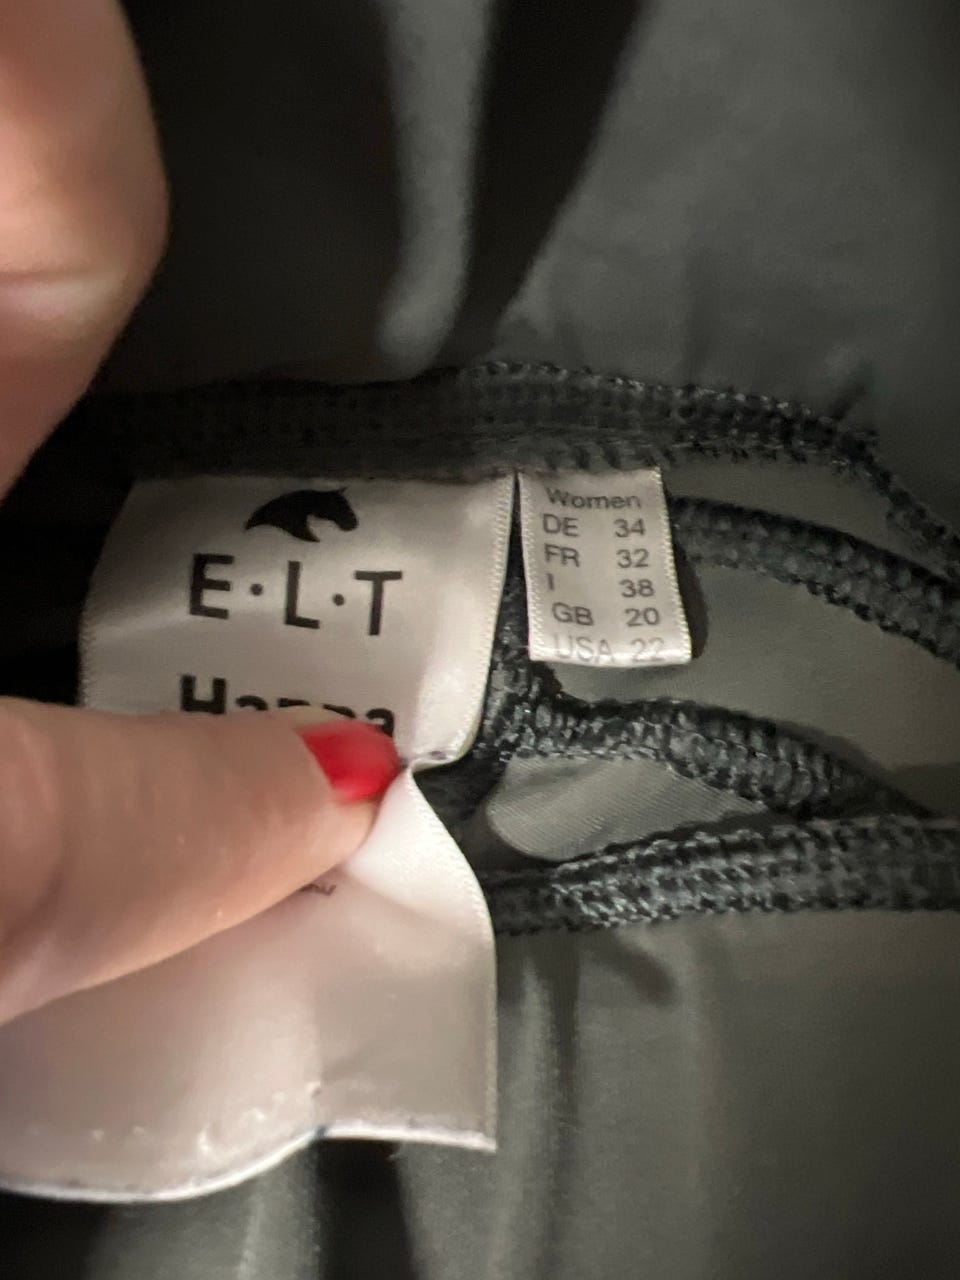 E·L·T
Women
DE 34
FR 32
I 38
GB 20
USA 22